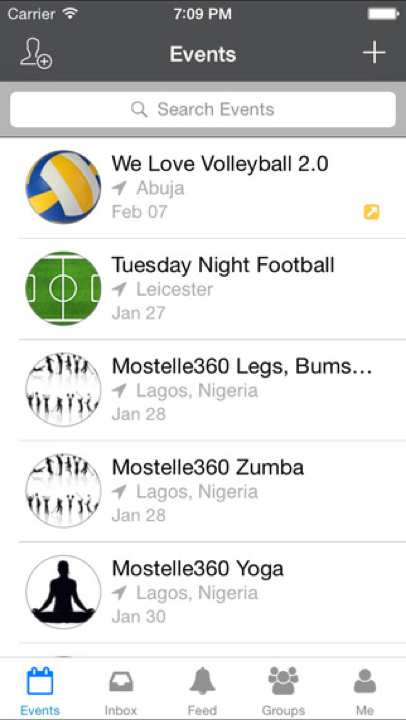 Carrier 7:09 PM
Events
Search Events
We Love Volleyball 2.0
Abuja
Feb 07
Tuesday Night Football
Leicester
Jan 27
Mostelle360 Legs, Bums...
Lagos, Nigeria
Jan 28
Mostelle360 Zumba
Lagos, Nigeria
Jan 28
Mostelle360 Yoga
Lagos, Nigeria
Jan 30
Events Inbox Feed Groups Me